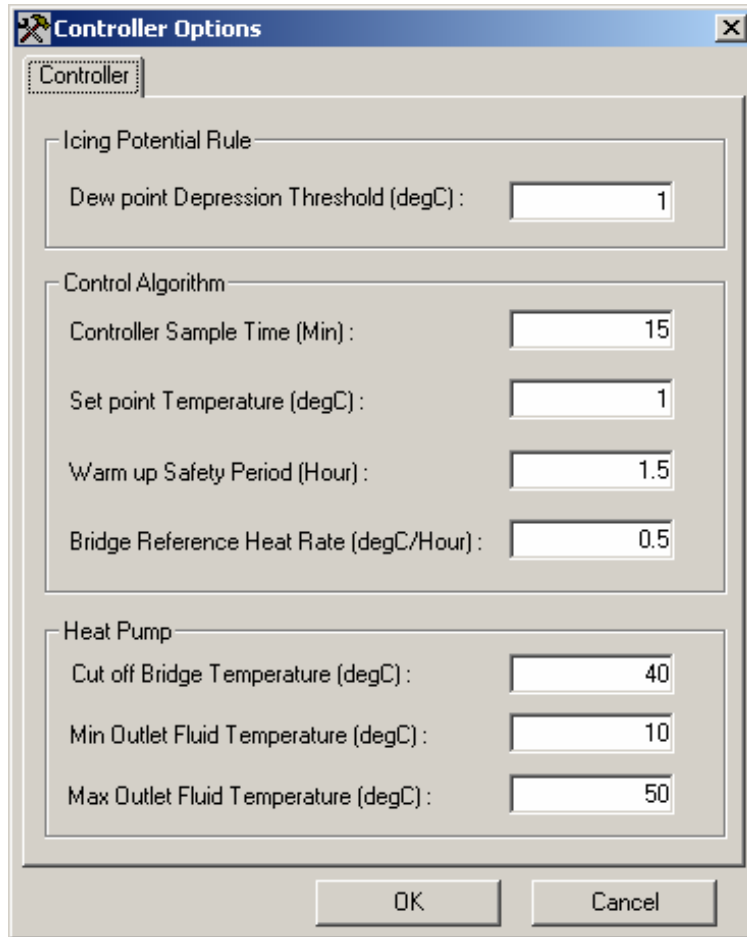 Controller Options
Controller
Icing Potential Rule
Dew point Depression Threshold (degC) : 1
Control Algorithm
Controller Sample Time (Min) : 15
Set point Temperature (degC) : 1
Warm up Safety Period (Hour) : 1.5
Bridge Reference Heat Rate (degC/Hour) : 0.5
Heat Pump
Cut off Bridge Temperature (degC) : 40
Min Outlet Fluid Temperature (degC) : 10
Max Outlet Fluid Temperature (degC) : 50
OK Cancel